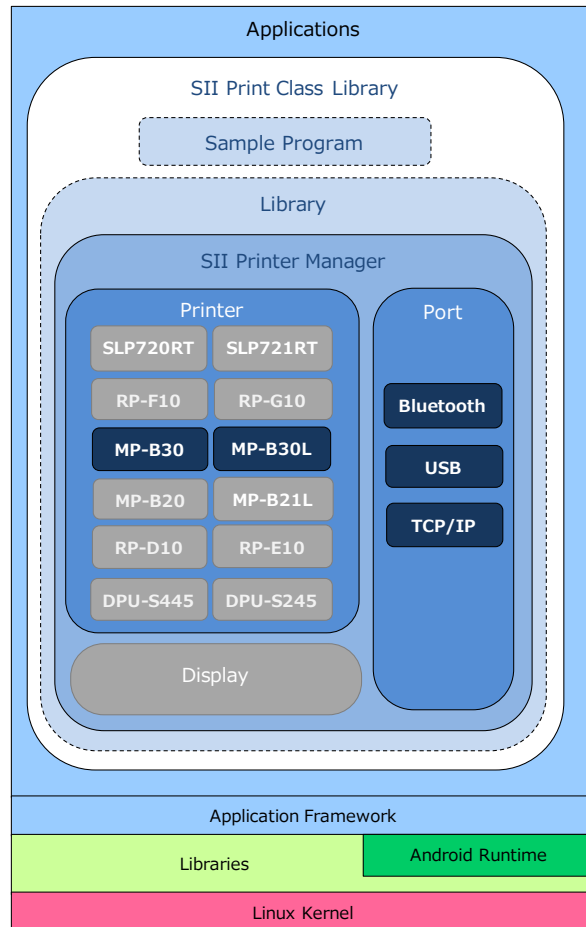 Applications
SII Print Class Library
Sample Program
Library
SII Printer Manager
Printer
SLP720RT SLP721RT
RP-F10 RP-G10
MP-B30 MP-B30L
MP-B20 MP-B21L
RP-D10 RP-E10
DPU-S445 DPU-S245
Display
Port
Bluetooth
USB
TCP/IP
Application Framework
Libraries
Android Runtime
Linux Kernel